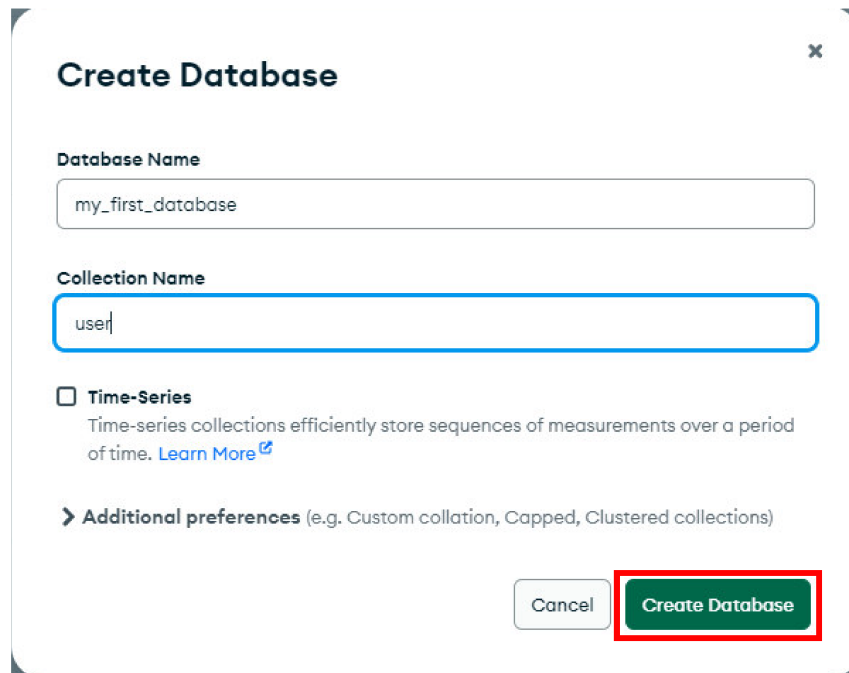 Create Database
Database Name
my_first_database
Collection Name
user
Time-Series
Time-series collections efficiently store sequences of measurements over a period
of time. Learn More
Additional preferences (e.g. Custom collation, Capped, Clustered collections)
Cancel Create Database